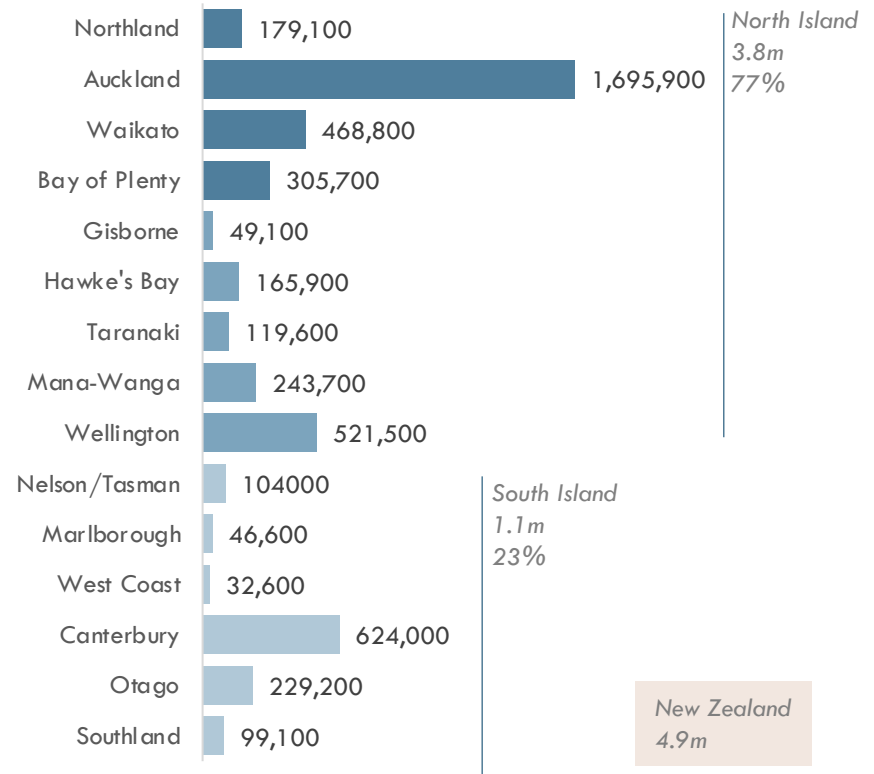 Northland 179,100
Auckland 1,695,900
Waikato 468,800
Bay of Plenty 305,700
Gisborne 49,100
Hawke's Bay 165,900
Taranaki 119,600
Mana-Wanga 243,700
Wellington 521,500
Nelson/Tasman 104000
Marlborough 46,600
West Coast 32,600
Canterbury 624,000
Otago 229,200
Southland 99,100
North Island
3.8m
77%
South Island
1.1m
23%
New Zealand
4.9m